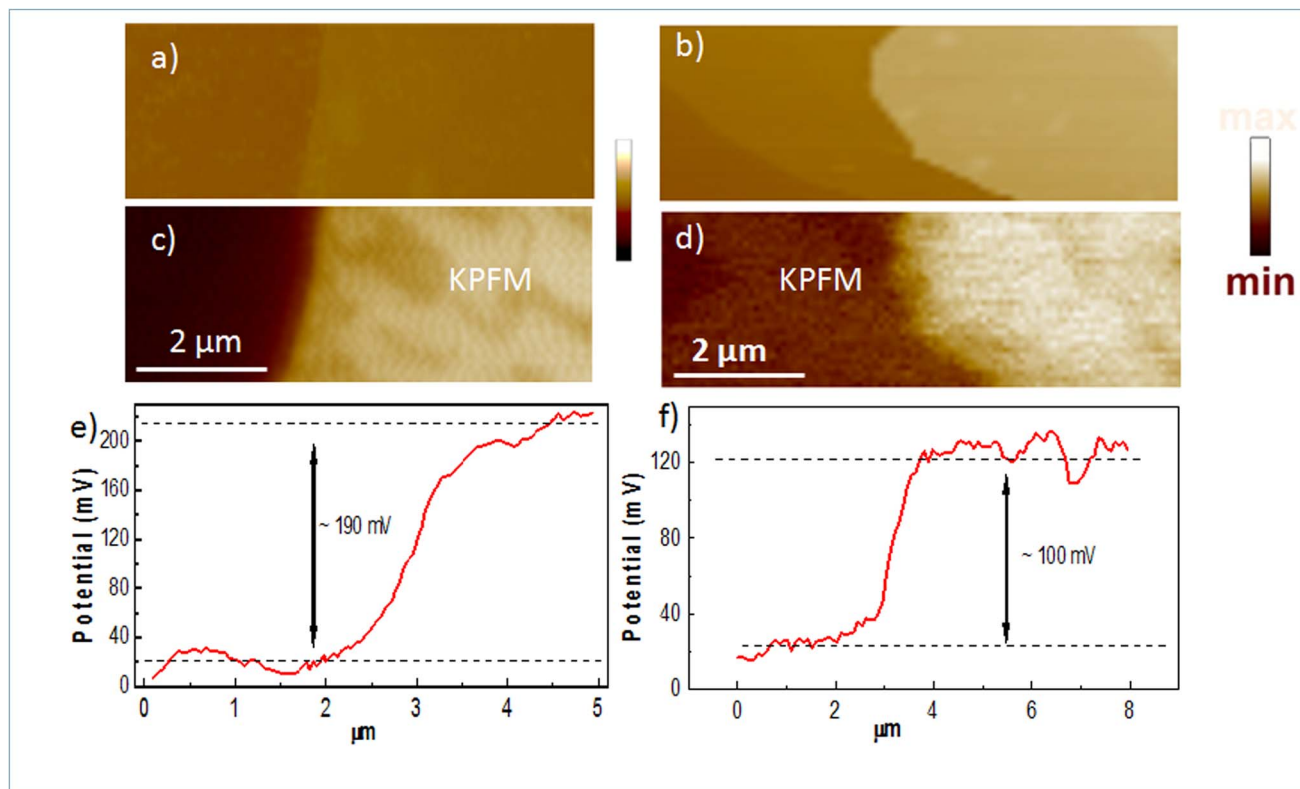 a)
b)
max
min
c)
KPFM
2 μm
d)
KPFM
2 μm
e)
200
160
120
80
40
0
Potential (mV)
~ 190 mV
0 1 2 3 4 5
μm
f)
120
80
40
0
Potential (mV)
~ 100 mV
0 2 4 6 8
μm